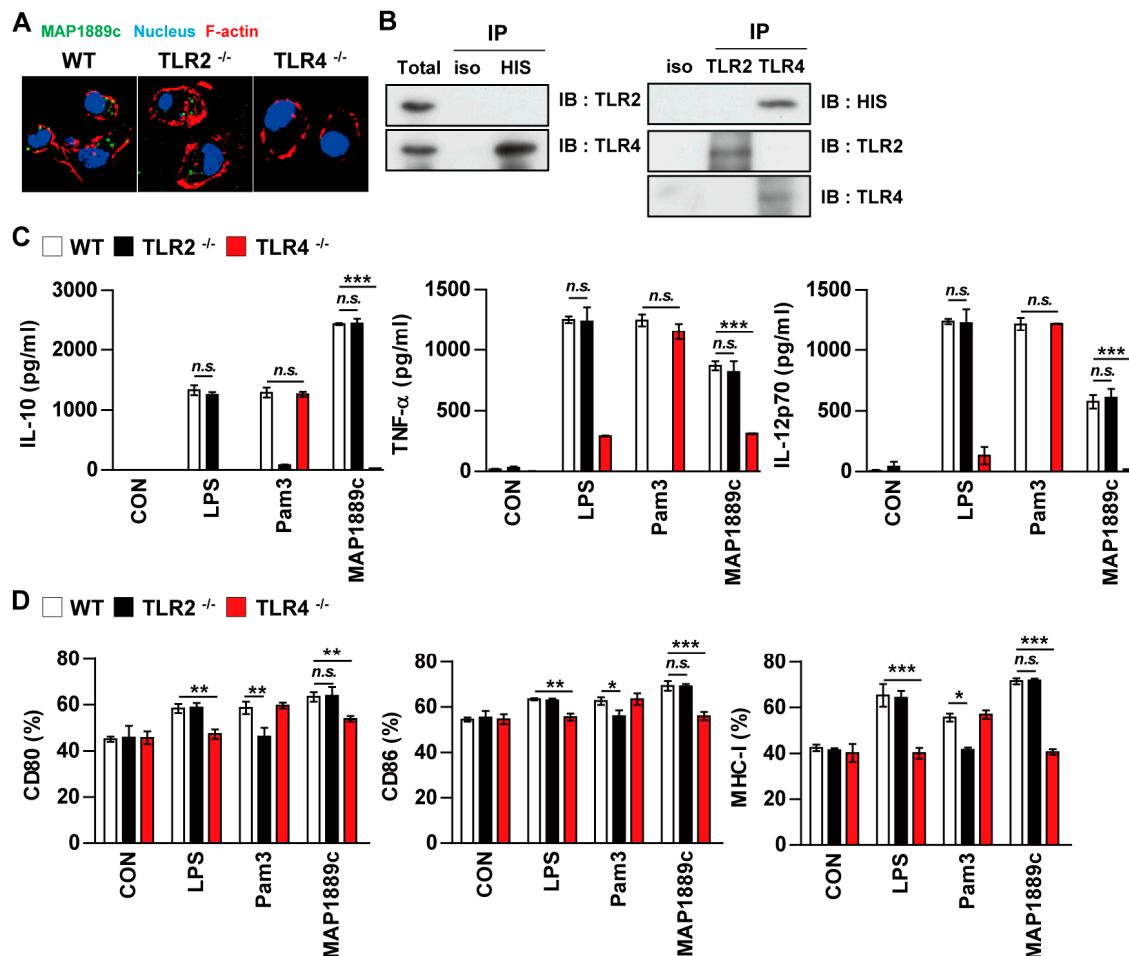 A
MAP1889c Nucleus F-actin
WT TLR2 -/- TLR4 -/-
B
IP
Total iso HIS
IB : TLR2
IB : TLR4
IP
iso TLR2 TLR4
IB : HIS
IB : TLR2
IB : TLR4
C
WT TLR2 -/- TLR4 -/-
IL-10 (pg/ml)
3000
2000
1000
0
n.s.
n.s.
***
n.s.
CON
LPS
Pam3
MAP1889c
TNF-α (pg/ml)
1500
1000
500
0
n.s.
n.s.
***
n.s.
CON
LPS
Pam3
MAP1889c
IL-12p70 (pg/ml)
1500
1000
500
0
n.s.
n.s.
***
n.s.
CON
LPS
Pam3
MAP1889c
D
WT TLR2 -/- TLR4 -/-
CD80 (%)
80
60
40
20
0
**
**
**
n.s.
CON
LPS
Pam3
MAP1889c
CD86 (%)
80
60
40
20
0
**
*
***
n.s.
CON
LPS
Pam3
MAP1889c
MHC-I (%)
80
60
40
20
0
***
*
***
n.s.
CON
LPS
Pam3
MAP1889c